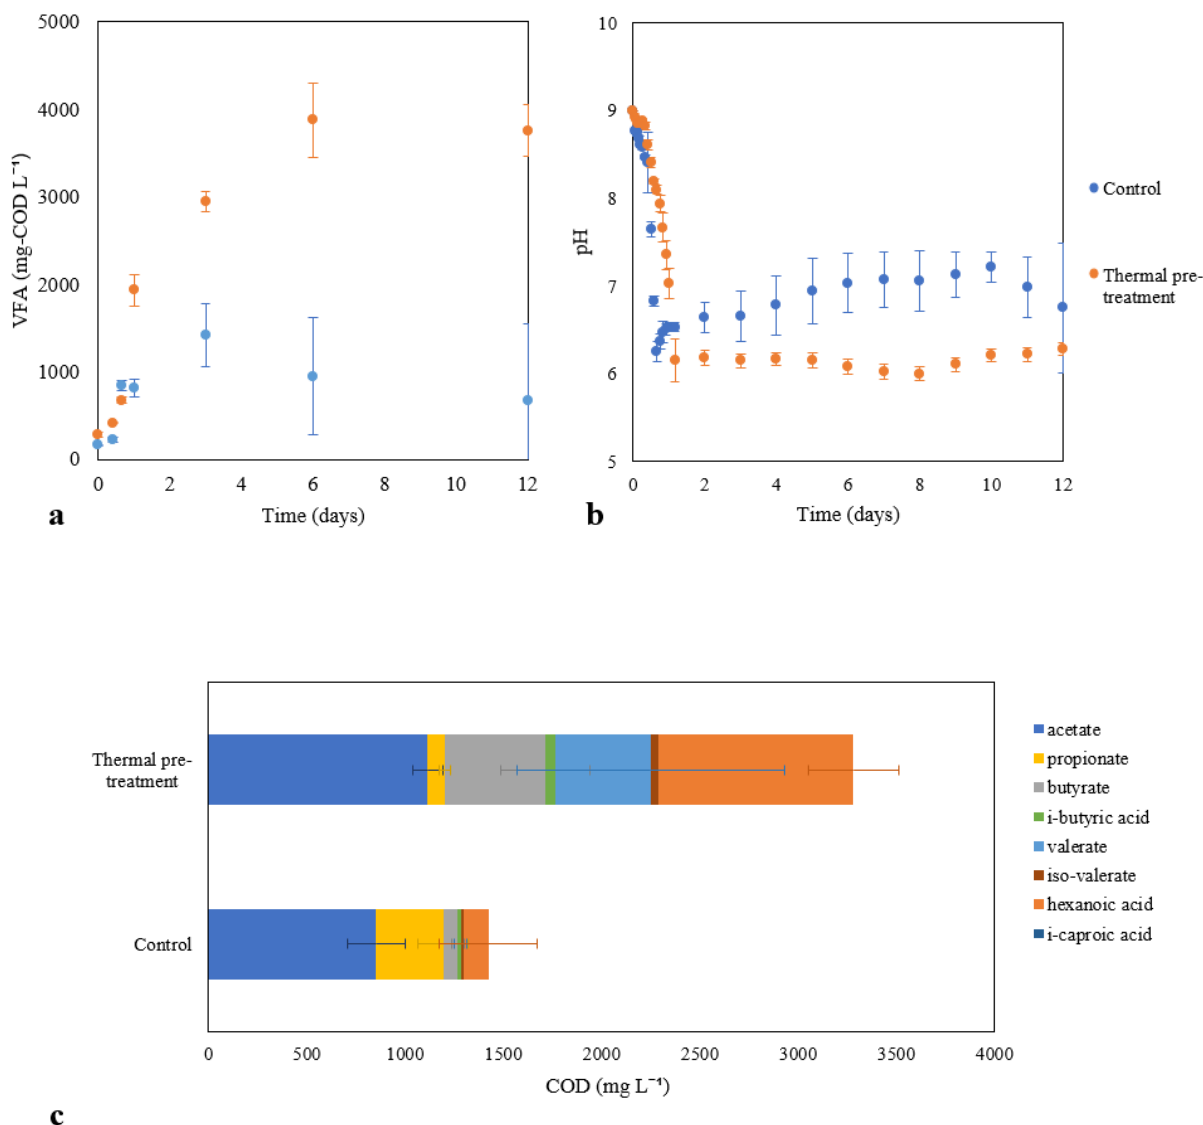 5000
4000
3000
2000
1000
0
VFA (mg-COD L⁻¹)
0 2 4 6 8 10 12
Time (days)
a
10
9
8
7
6
5
pH
0 2 4 6 8 10 12
Time (days)
b
Control
Thermal pre-
treatment
Thermal pre-
treatment
Control
0 500 1000 1500 2000 2500 3000 3500 4000
COD (mg L⁻¹)
acetate
propionate
butyrate
i-butyric acid
valerate
iso-valerate
hexanoic acid
i-caproic acid
c